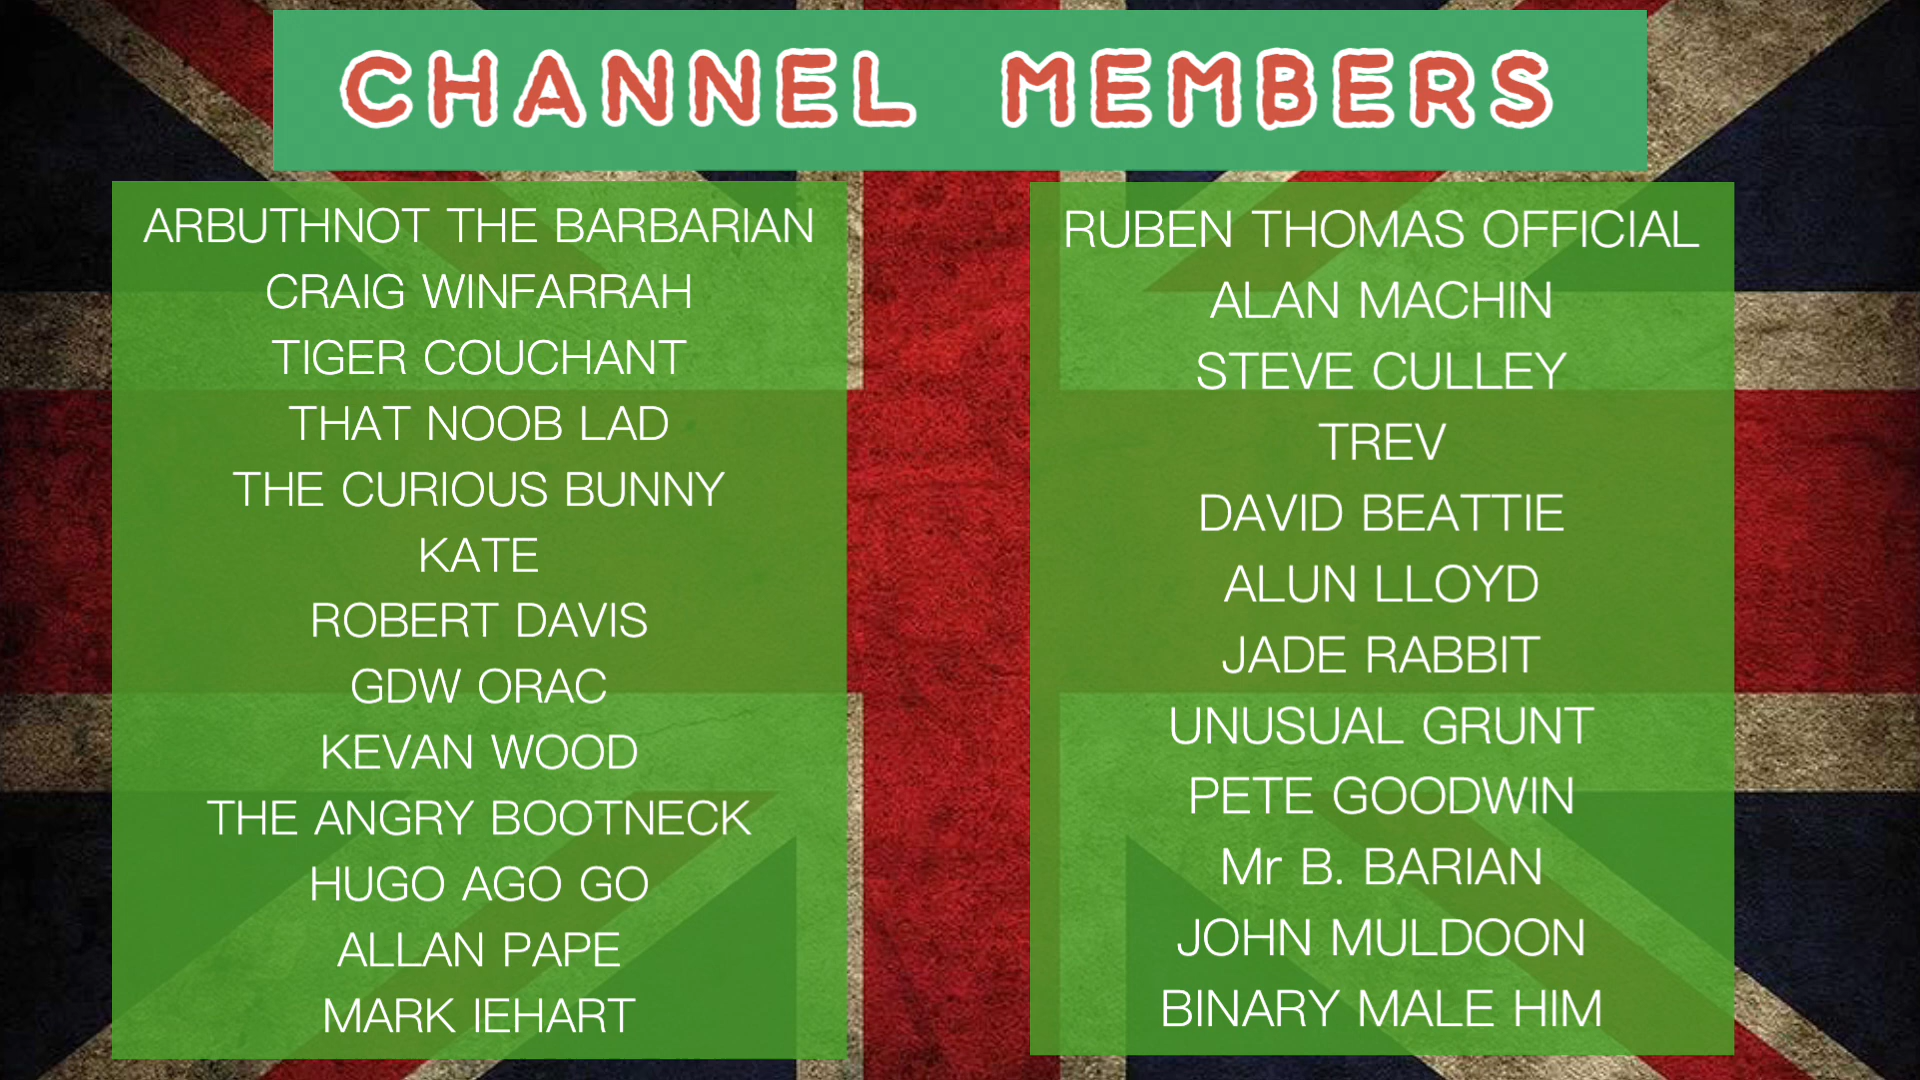 CHANNEL MEMBERS
ARBUTHNOT THE BARBARIAN
CRAIG WINFARRAH
TIGER COUCHANT
THAT NOOB LAD
THE CURIOUS BUNNY
KATE
ROBERT DAVIS
GDW ORAC
KEVAN WOOD
THE ANGRY BOOTNECK
HUGO AGO GO
ALLAN PAPE
MARK IEHART
RUBEN THOMAS OFFICIAL
ALAN MACHIN
STEVE CULLEY
TREV
DAVID BEATTIE
ALUN LLOYD
JADE RABBIT
UNUSUAL GRUNT
PETE GOODWIN
Mr B. BARIAN
JOHN MULDOON
BINARY MALE HIM